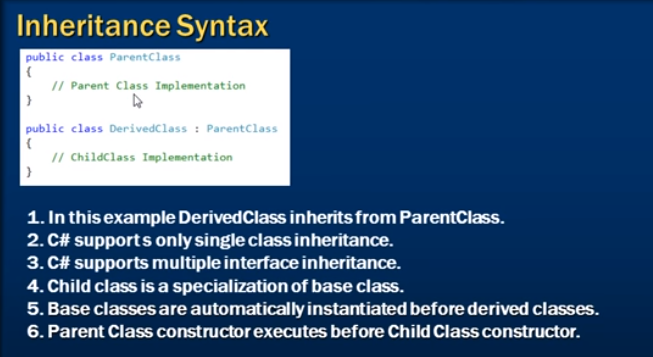 Inheritance Syntax
public class ParentClass
{
// Parent Class Implementation
}
public class DerivedClass : ParentClass
{
// ChildClass Implementation
}
1. In this example DerivedClass inherits from ParentClass.
2. C# support s only single class inheritance.
3. C# supports multiple interface inheritance.
4. Child class is a specialization of base class.
5. Base classes are automatically instantiated before derived classes.
6. Parent Class constructor executes before Child Class constructor.